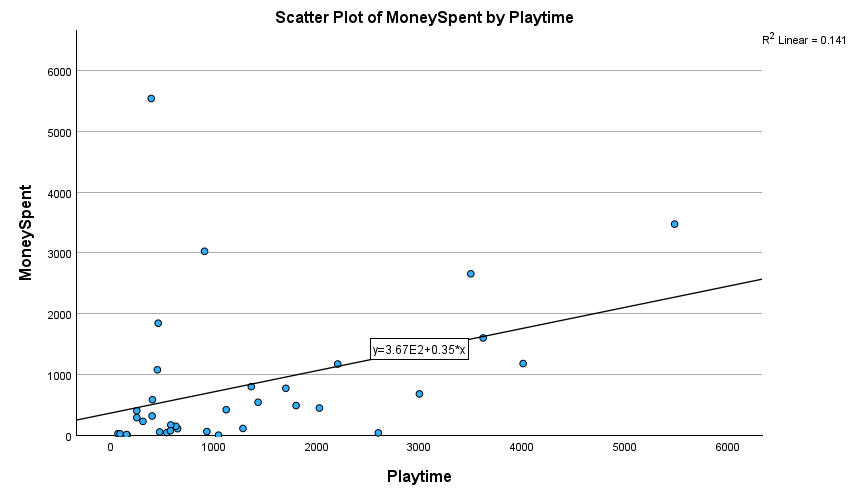 Scatter Plot of MoneySpent by Playtime
R² Linear = 0.141
6000
5000
4000
3000
2000
1000
0
MoneySpent
y=3.67E2+0.35*x
0 1000 2000 3000 4000 5000 6000
Playtime